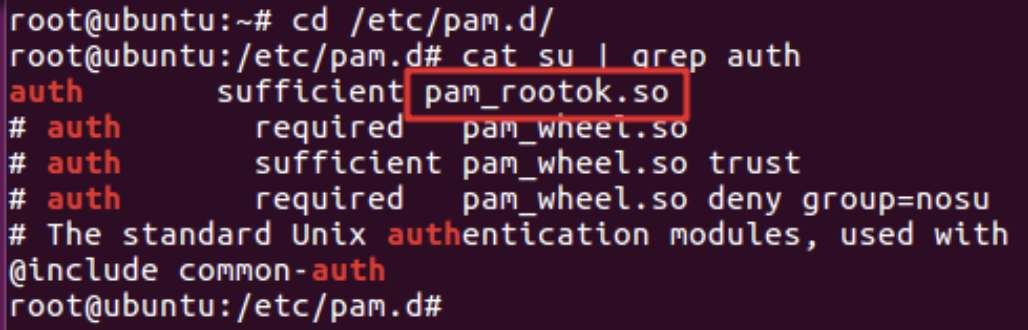 root@ubuntu:~# cd /etc/pam.d/
root@ubuntu:/etc/pam.d# cat su | grep auth
auth       sufficient pam_rootok.so
# auth       required   pam_wheel.so
# auth       sufficient pam_wheel.so trust
# auth       required   pam_wheel.so deny group=nosu
# The standard Unix authentication modules, used with
@include common-auth
root@ubuntu:/etc/pam.d#